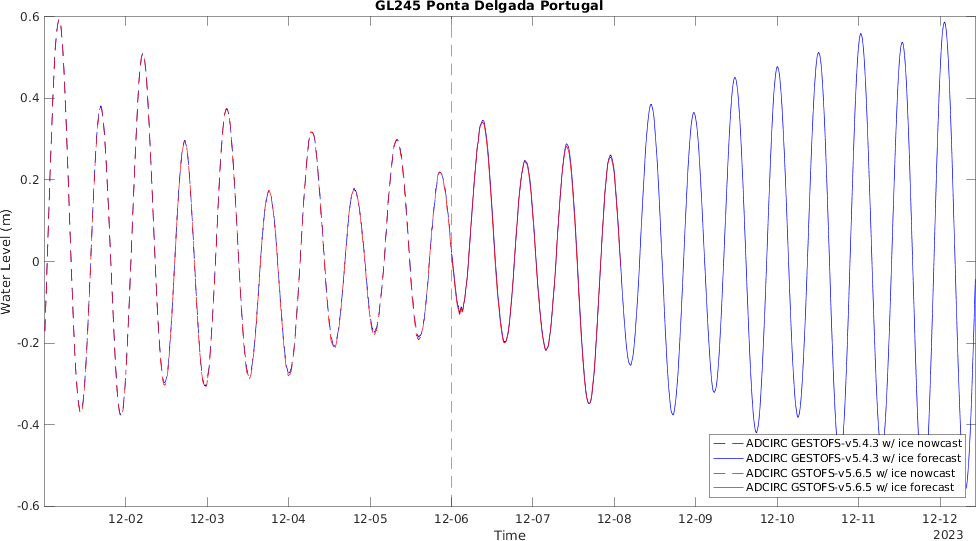 GL245 Ponta Delgada Portugal
0.6
0.4
0.2
0
-0.2
-0.4
-0.6
Water Level (m)
ADCIRC GESTOFS-v5.4.3 w/ ice nowcast
ADCIRC GESTOFS-v5.4.3 w/ ice forecast
ADCIRC GSTOFS-v5.6.5 w/ ice nowcast
ADCIRC GSTOFS-v5.6.5 w/ ice forecast
12-02 12-03 12-04 12-05 12-06 12-07 12-08 12-09 12-10 12-11 12-12
2023
Time